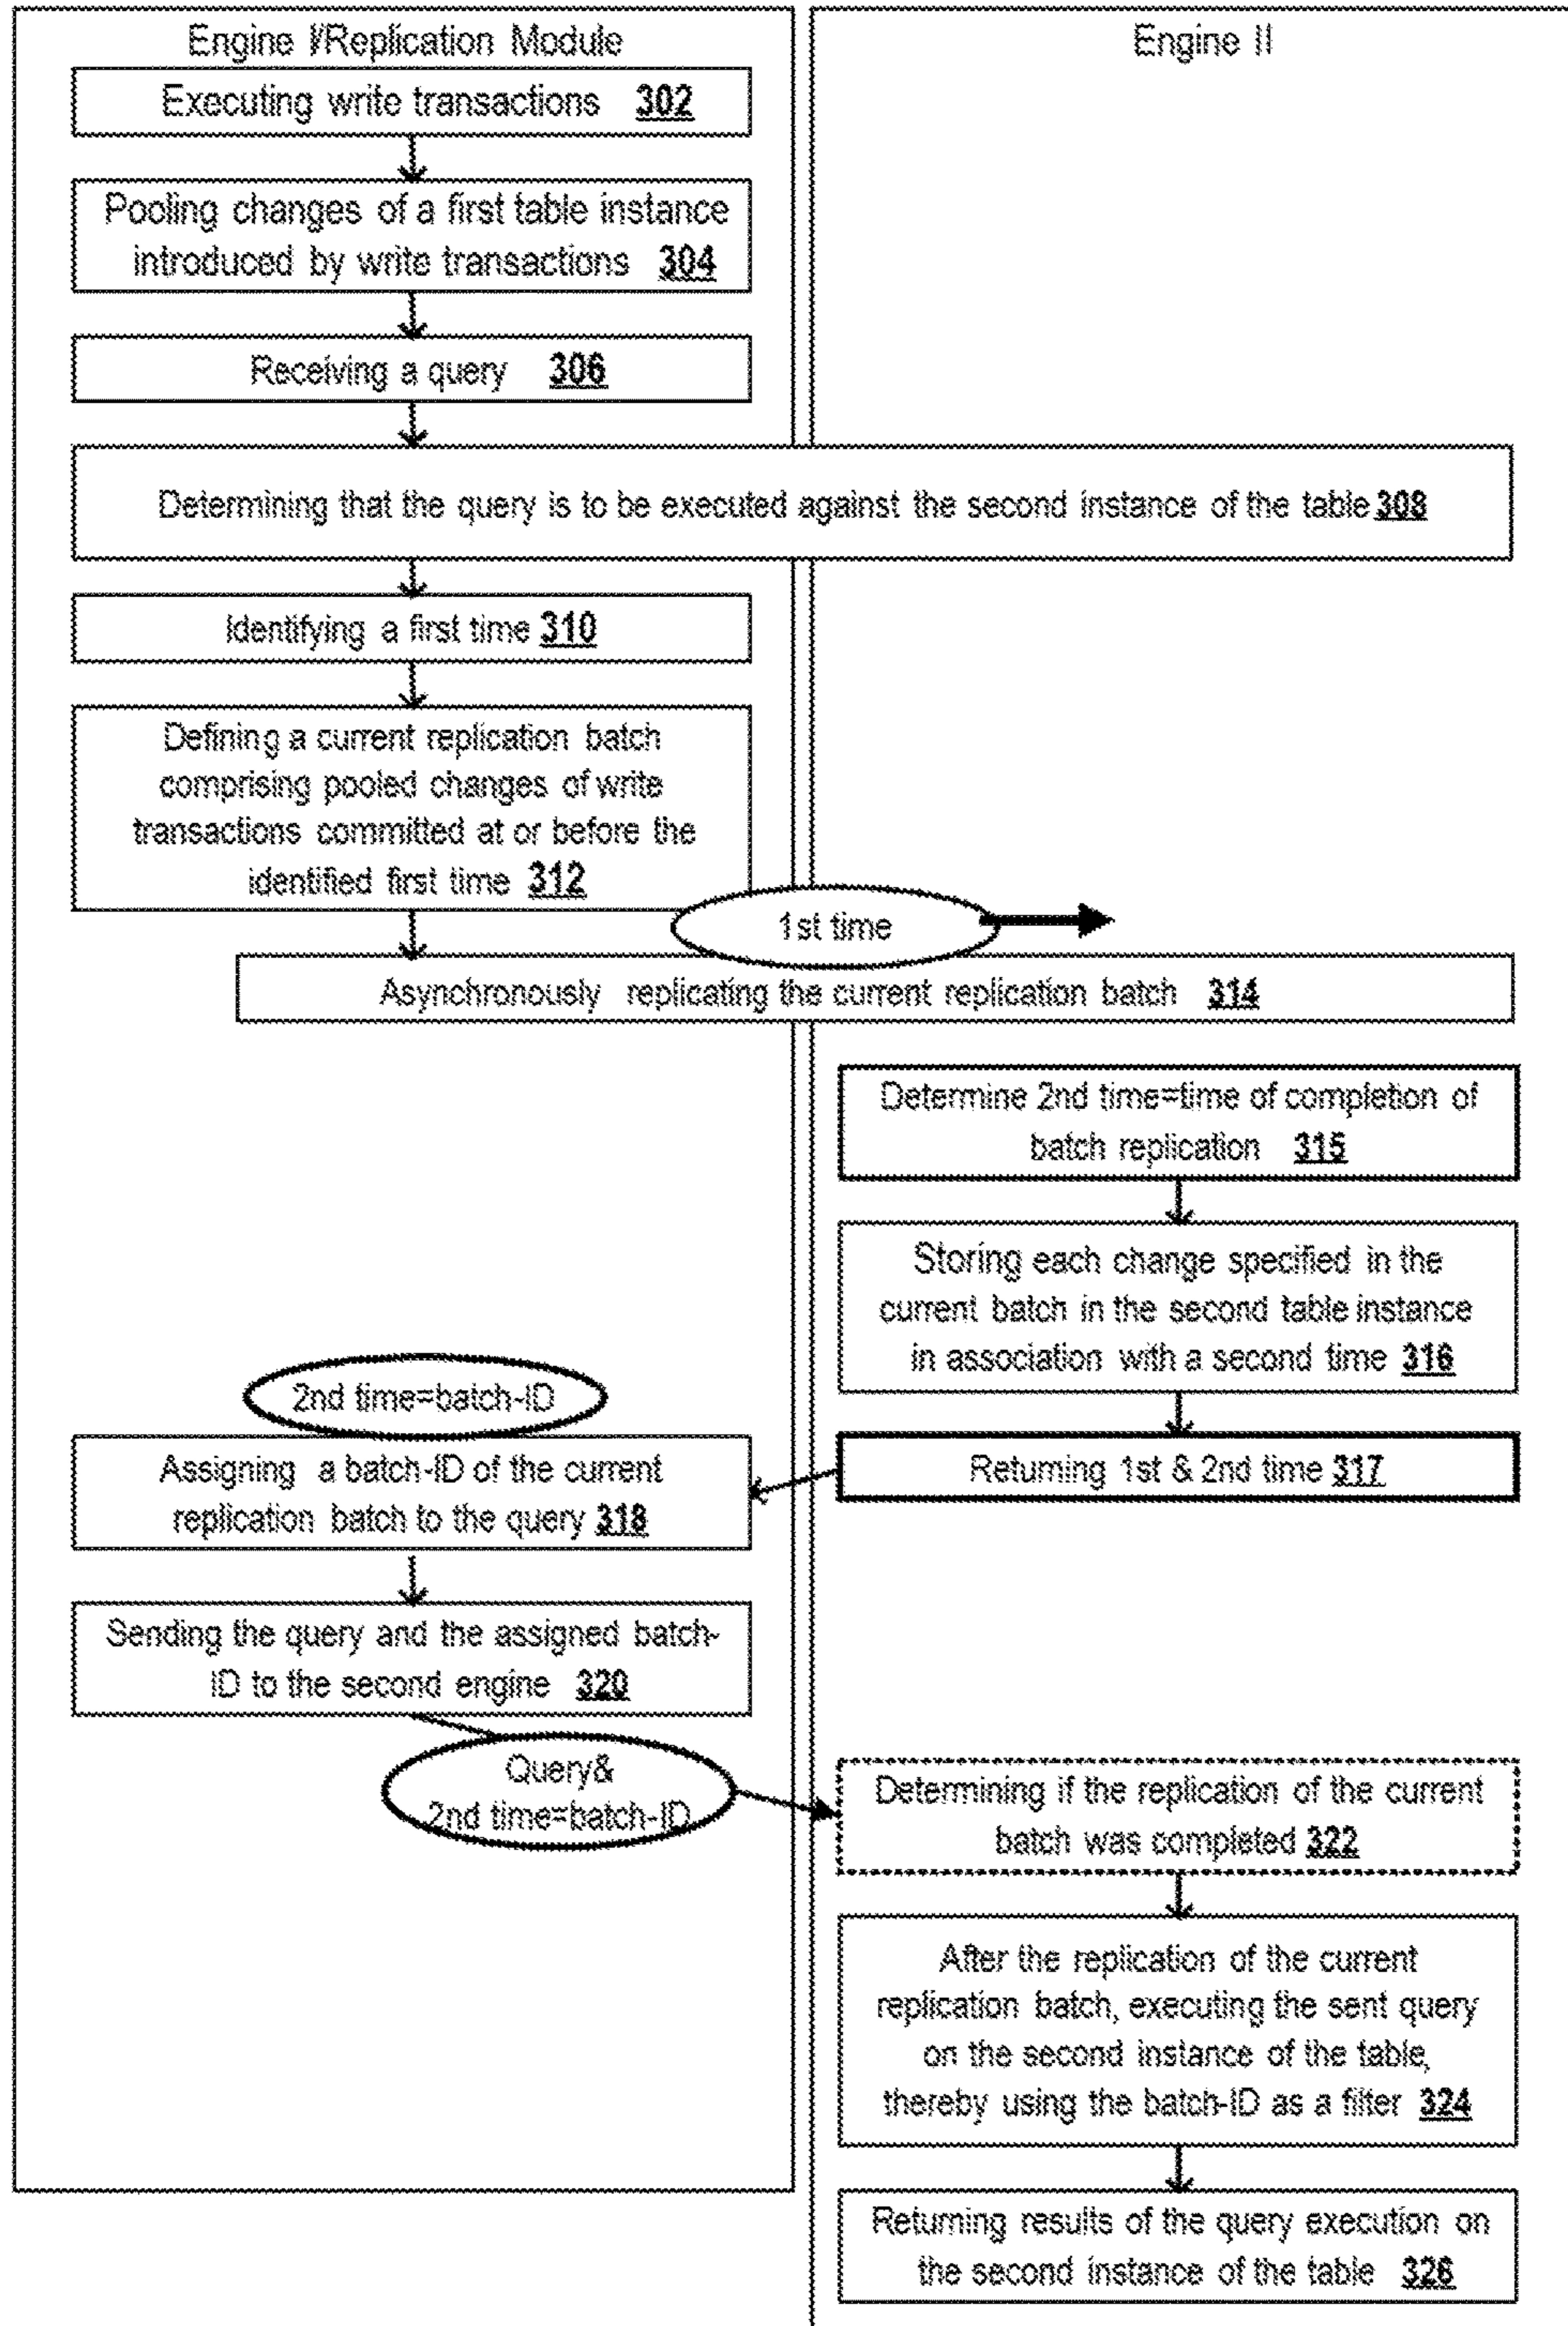 Engine I/Replication Module
Engine II
Executing write transactions 302
Pooling changes of a first table instance
introduced by write transactions 304
Receiving a query 306
Determining that the query is to be executed against the second instance of the table 308
Identifying a first time 310
Defining a current replication batch
comprising pooled changes of write
transactions committed at or before the
identified first time 312
1st time
Asynchronously replicating the current replication batch 314
Determine 2nd time=time of completion of
batch replication 315
Storing each change specified in the
current batch in the second table instance
in association with a second time 316
2nd time=batch-ID
Assigning a batch-ID of the current
replication batch to the query 318
Returning 1st & 2nd time 317
Sending the query and the assigned batch-
ID to the second engine 320
Query&
2nd time=batch-ID
Determining if the replication of the current
batch was completed 322
After the replication of the current
replication batch, executing the sent query
on the second instance of the table,
thereby using the batch-ID as a filter 324
Returning results of the query execution on
the second instance of the table 326